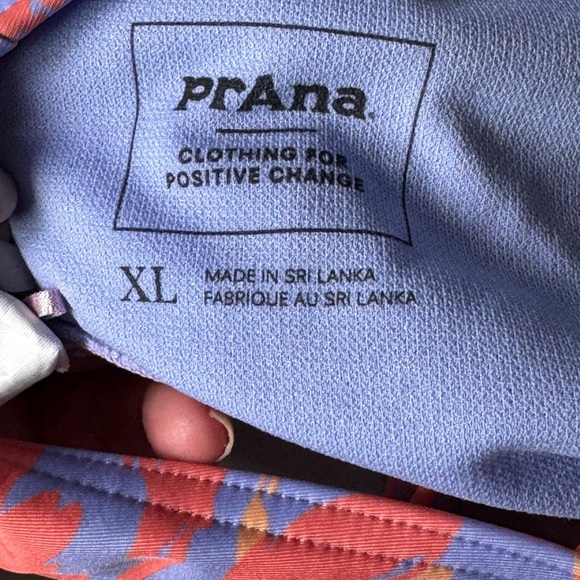 prAna
CLOTHING FOR
POSITIVE CHANGE
XL
MADE IN SRI LANKA
FABRIQUE AU SRI LANKA